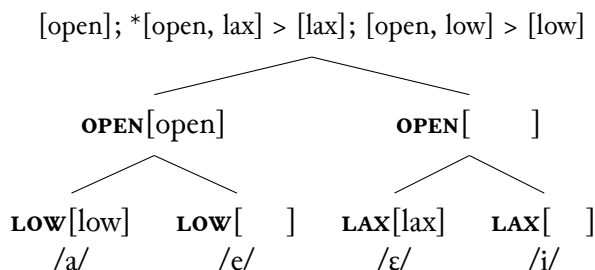 [open]; *[open, lax] > [lax]; [open, low] > [low]
OPEN[open] OPEN[ ]
LOW[low] LOW[ ] LAX[lax] LAX[ ]
/a/ /e/ /ɛ/ /i/